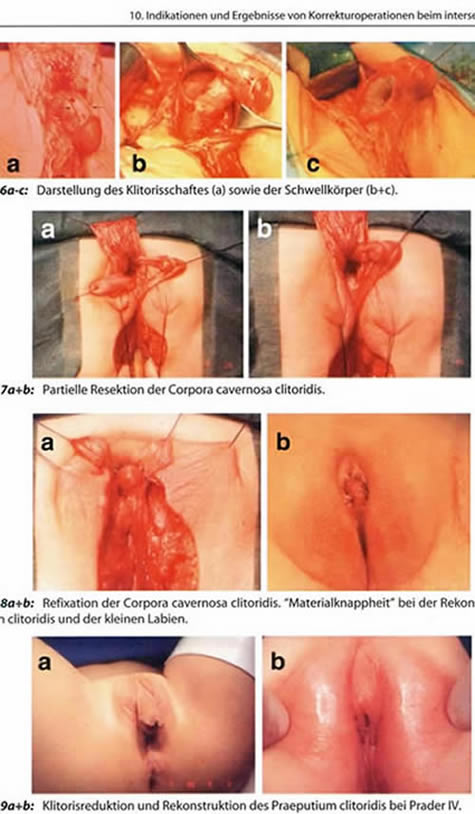 10. Indikationen und Ergebnisse von Korrekturoperationen beim interse
a
b
c
6a-c: Darstellung des Klitorisschaftes (a) sowie der Schwellkörper (b+c).
a
b
7a+b: Partielle Resektion der Corpora cavernosa clitoridis.
a
b
8a+b: Refixation der Corpora cavernosa clitoridis. "Materialknappheit" bei der Rekon
n clitoridis und der kleinen Labien.
a
b
9a+b: Klitorisreduktion und Rekonstruktion des Praeputium clitoridis bei Prader IV.